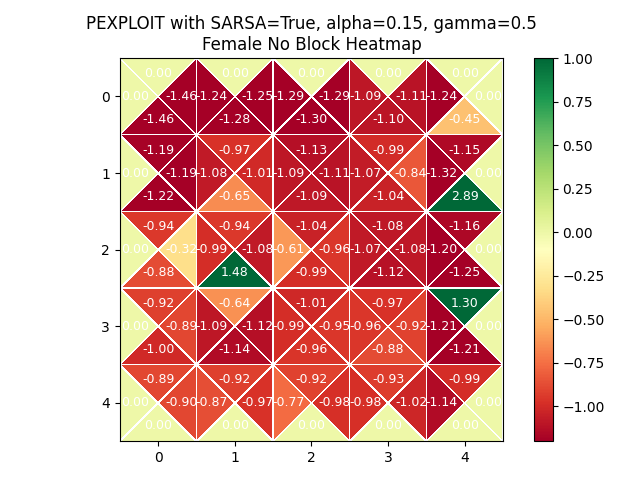 PEXPLOIT with SARSA=True, alpha=0.15, gamma=0.5
Female No Block Heatmap
0.00 0.00 0.00 0.00 0.00
0 0.00 -1.46 -1.24 -1.25 -1.29 -1.29 -1.09 -1.11 -1.24 0.00
-1.46 -1.28 -1.30 -1.10 -0.45
-1.19 -0.97 -1.13 -0.99 -1.15
1 0.00 -1.19 -1.08 -1.01 -1.09 -1.11 -1.07 -0.84 -1.32 0.00
-1.22 -0.65 -1.09 -1.04 2.89
-0.94 -0.94 -1.04 -1.08 -1.16
2 0.00 -0.32 -0.99 -1.08 -0.61 -0.96 -1.07 -1.08 -1.20 0.00
-0.88 1.48 -0.99 -1.12 -1.25
-0.92 -0.64 -1.01 -0.97 1.30
3 0.00 -0.89 -1.09 -1.12 -0.99 -0.95 -0.96 -0.92 -1.21 0.00
-1.00 -1.14 -0.96 -0.88 -1.21
-0.89 -0.92 -0.92 -0.93 -0.99
4 0.00 -0.90 -0.87 -0.97 -0.77 -0.98 -0.98 -1.02 -1.14 0.00
0.00 0.00 0.00 0.00 0.00
0 1 2 3 4
1.00
0.75
0.50
0.25
0.00
−0.25
−0.50
−0.75
−1.00